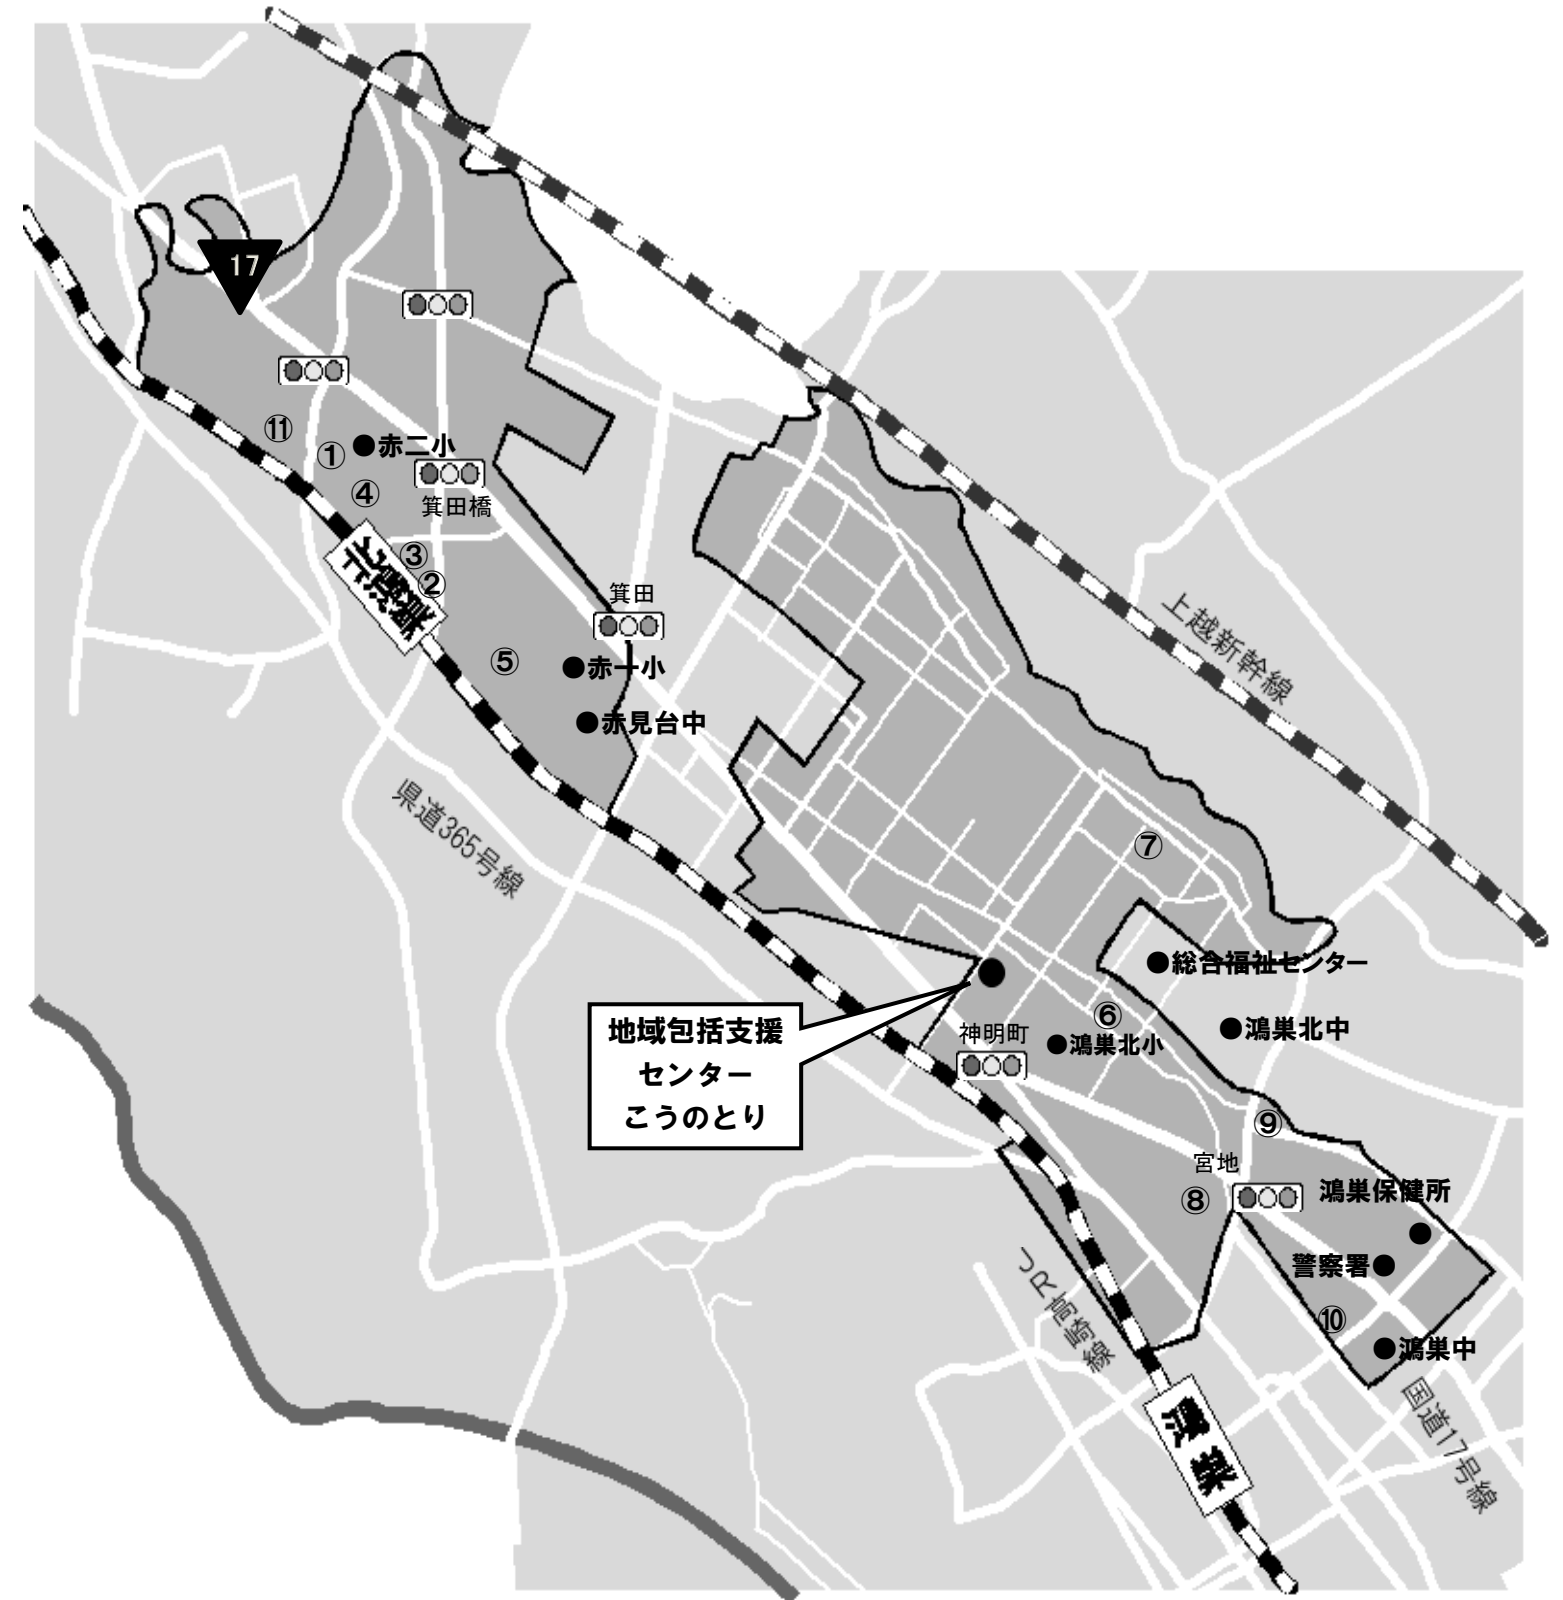 17
⑪
①
●赤二小
④
箕田橋
③
②
北鴻巣
箕田
⑤
●赤一小
●赤見台中
上越新幹線
県道365号線
⑦
●総合福祉センター
地域包括支援
センター
こうのとり
⑥
神明町
●鴻巣北小
●鴻巣北中
⑨
宮地
⑧
鴻巣保健所
警察署●
⑩
●鴻巣中
JR高崎線
国道17号線
鴻巣